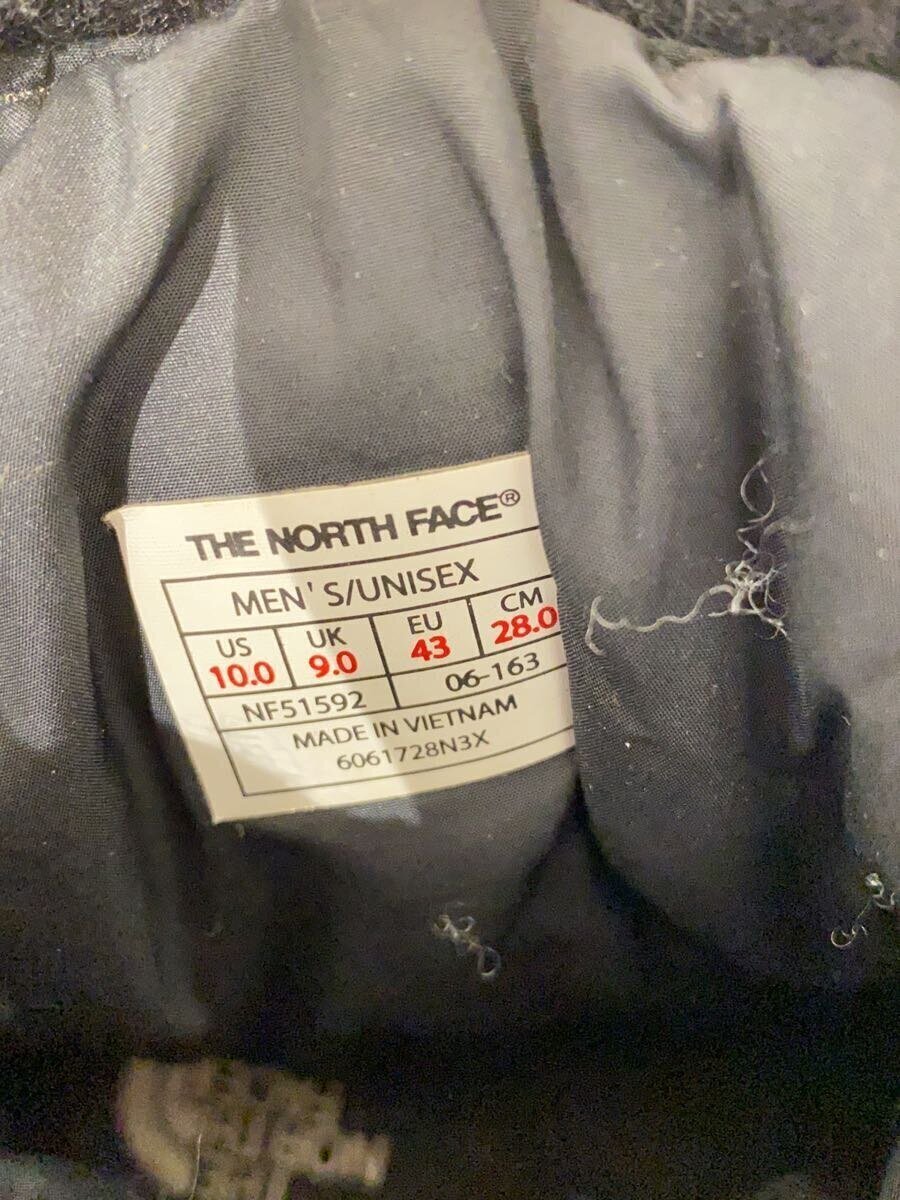 THE NORTH FACE®
MEN'S/UNISEX
US UK EU CM
10.0 9.0 43 28.0
NF51592 06-163
MADE IN VIETNAM
6061728N3X